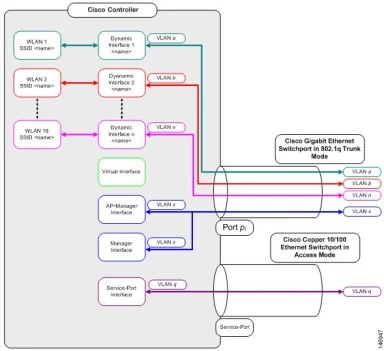 Cisco Controller
WLAN 1
SSID <name>
Dynamic
Interface 1
<name>
VLAN a
WLAN 2
SSID <name>
Dyanamic
Interface 2
<name>
VLAN b
WLAN 16
SSID <name>
Dynamic
Interface n
<name>
VLAN n
Cisco Gigabit Ethernet
Switchport in 802.1q Trunk
Mode
Virual Interface
VLAN a
VLAN b
VLAN n
AP-Manager
Interface
VLAN x
VLAN x
Port pi
Manager
Interface
VLAN x
Cisco Copper 10/100
Ethernet Switchport in
Access Mode
Service-Port
Interface
VLAN q
VLAN q
Service-Port
146947